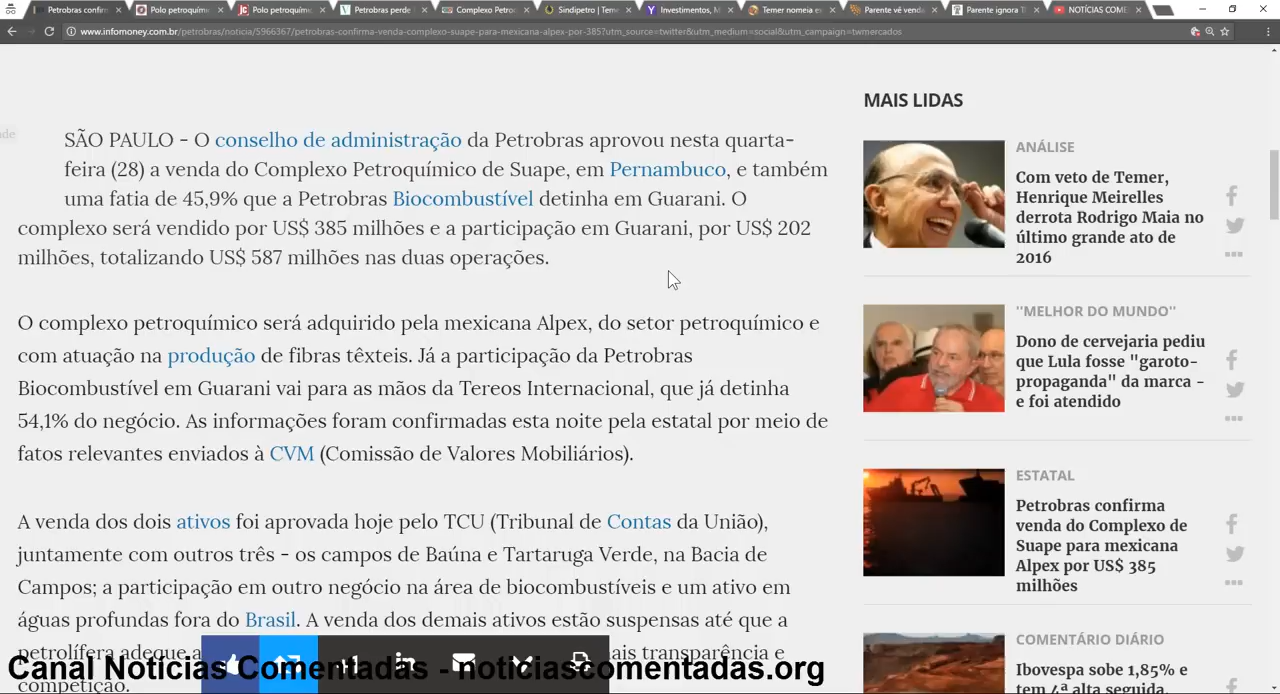 Petrobras confirm
Polo petroquím
Polo petroquím
Petrobras perde
Complexo Petroq
Sindipetro | Teme
Investimentos, M
Temer nomeia es
Parente vê venda
Parente ignora T
NOTÍCIAS COME
www.infomoney.com.br/petrobras/noticia/5966367/petrobras-confirma-venda-complexo-suape-para-mexicana-alpex-por-385?utm_source=twitter&utm_medium=social&utm_campaign=twmercados
SÃO PAULO - O conselho de administração da Petrobras aprovou nesta quarta-
feira (28) a venda do Complexo Petroquímico de Suape, em Pernambuco, e também
uma fatia de 45,9% que a Petrobras Biocombustível detinha em Guarani. O
complexo será vendido por US$ 385 milhões e a participação em Guarani, por US$ 202
milhões, totalizando US$ 587 milhões nas duas operações.
O complexo petroquímico será adquirido pela mexicana Alpex, do setor petroquímico e
com atuação na produção de fibras têxteis. Já a participação da Petrobras
Biocombustível em Guarani vai para as mãos da Tereos Internacional, que já detinha
54,1% do negócio. As informações foram confirmadas esta noite pela estatal por meio de
fatos relevantes enviados à CVM (Comissão de Valores Mobiliários).
A venda dos dois ativos foi aprovada hoje pelo TCU (Tribunal de Contas da União),
juntamente com outros três - os campos de Baúna e Tartaruga Verde, na Bacia de
Campos; a participação em outro negócio na área de biocombustíveis e um ativo em
águas profundas fora do Brasil. A venda dos demais ativos estão suspensas até que a
petrolífera adeque a
ais transparência e
competição.
MAIS LIDAS
ANÁLISE
Com veto de Temer,
Henrique Meirelles
derrota Rodrigo Maia no
último grande ato de
2016
"MELHOR DO MUNDO"
Dono de cervejaria pediu
que Lula fosse "garoto-
propaganda" da marca -
e foi atendido
ESTATAL
Petrobras confirma
venda do Complexo de
Suape para mexicana
Alpex por US$ 385
milhões
COMENTÁRIO DIÁRIO
Ibovespa sobe 1,85% e
tem 4ª alta seguida,
Canal Notícias Comentadas - noticiascomentadas.org